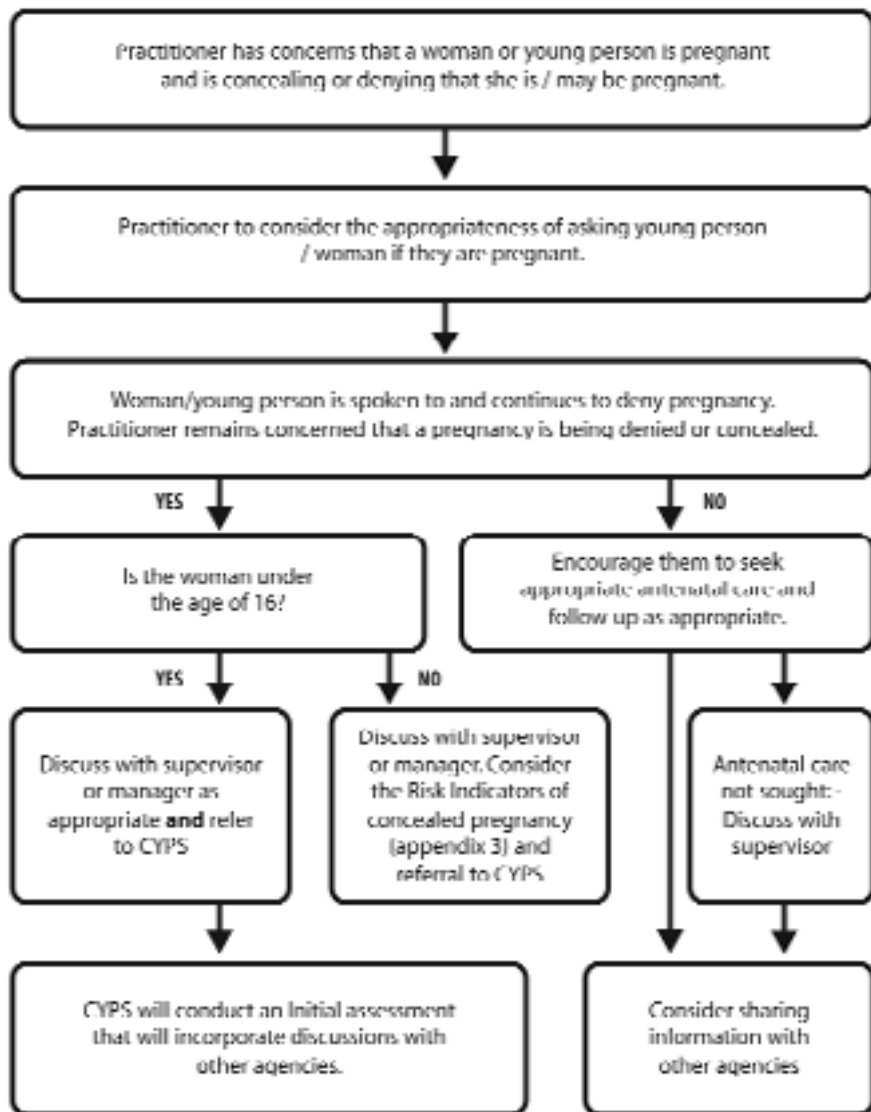 Practitioner has concerns that a woman or young person is pregnant
and is concealing or denying that she is / may be pregnant.
Practitioner to consider the appropriateness of asking young person
/ woman if they are pregnant.
Woman/young person is spoken to and continues to deny pregnancy.
Practitioner remains concerned that a pregnancy is being denied or concealed.
YES
NO
Is the woman under
the age of 16?
Encourage them to seek
appropriate antenatal care and
follow up as appropriate.
YES
NO
Discuss with supervisor
or manager as
appropriate and refer
to CYPS
Discuss with supervisor
or manager. Consider
the Risk Indicators of
concealed pregnancy
(appendix 3) and
referral to CYPS
Antenatal care
not sought: -
Discuss with
supervisor
CYPS will conduct an Initial assessment
that will incorporate discussions with
other agencies.
Consider sharing
information with
other agencies